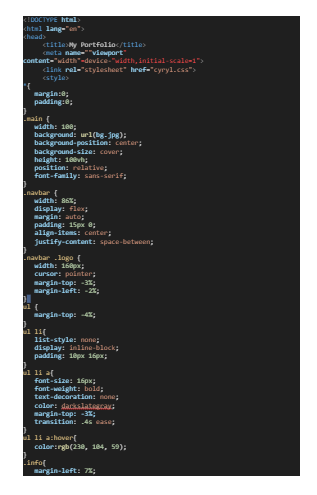 <!DOCTYPE html>
<html lang="en">
<head>
<title>My Portfolio</title>
<meta name=""viewport"
content="width"=device-"width,initial-scale=1">
<link rel="stylesheet" href="cyryl.css">
<style>
*{
margin:0;
padding:0;
}
.main {
width: 100;
background: url(bg.jpg);
background-position: center;
background-size: cover;
height: 100vh;
position: relative;
font-family: sans-serif;
}
.navbar {
width: 86%;
display: flex;
margin: auto;
padding: 15px 0;
align-items: center;
justify-content: space-between;
}
.navbar .logo {
width: 160px;
cursor: pointer;
margin-top: -3%;
margin-left: -2%;
}
ul {
margin-top: -4%;
}
ul li{
list-style: none;
display: inline-block;
padding: 10px 16px;
}
ul li a{
font-size: 16px;
font-weight: bold;
text-decoration: none;
color: darkslategray;
margin-top: -3%;
transition: .4s ease;
}
ul li a:hover{
color:rgb(230, 104, 59);
}
.info{
margin-left: 7%;